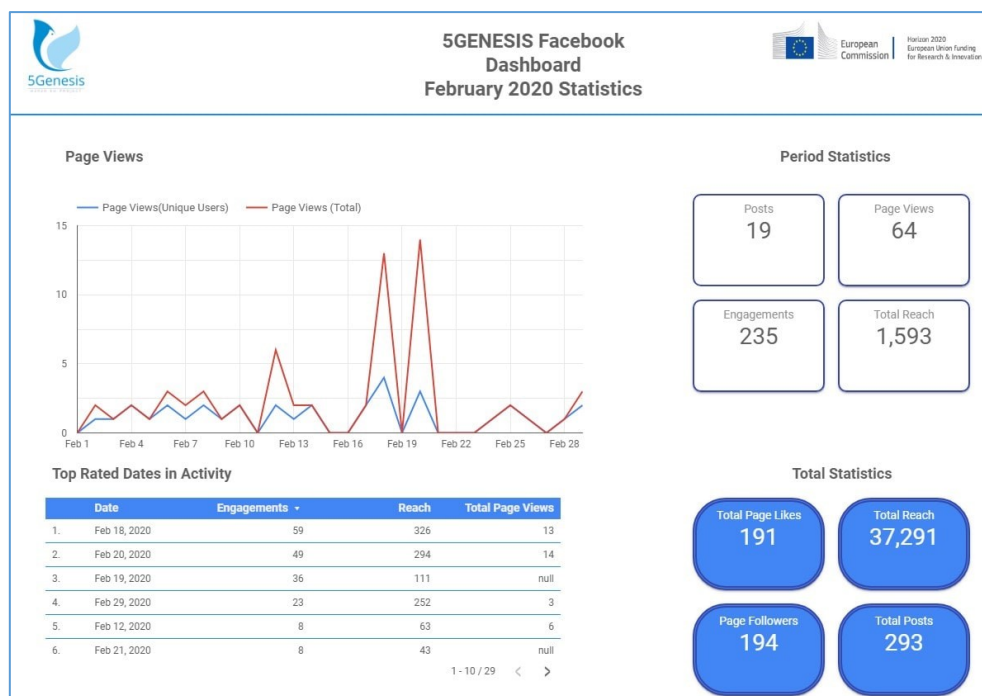 5Genesis
5GENESIS Facebook
Dashboard
February 2020 Statistics
European
Commission
Horizon 2020
European Union funding
for Research & Innovation
Page Views
Period Statistics
Page Views(Unique Users)
Page Views (Total)
15
10
5
0
Feb 1
Feb 4
Feb 7
Feb 10
Feb 13
Feb 16
Feb 19
Feb 22
Feb 25
Feb 28
Posts
19
Page Views
64
Engagements
235
Total Reach
1,593
Top Rated Dates in Activity
Date Engagements Reach Total Page Views
1. Feb 18, 2020 59 326 13
2. Feb 20, 2020 49 294 14
3. Feb 19, 2020 36 111 null
4. Feb 29, 2020 23 252 3
5. Feb 12, 2020 8 63 6
6. Feb 21, 2020 8 43 null
1 - 10 / 29 < >
Total Statistics
Total Page Likes
191
Total Reach
37,291
Page Followers
194
Total Posts
293